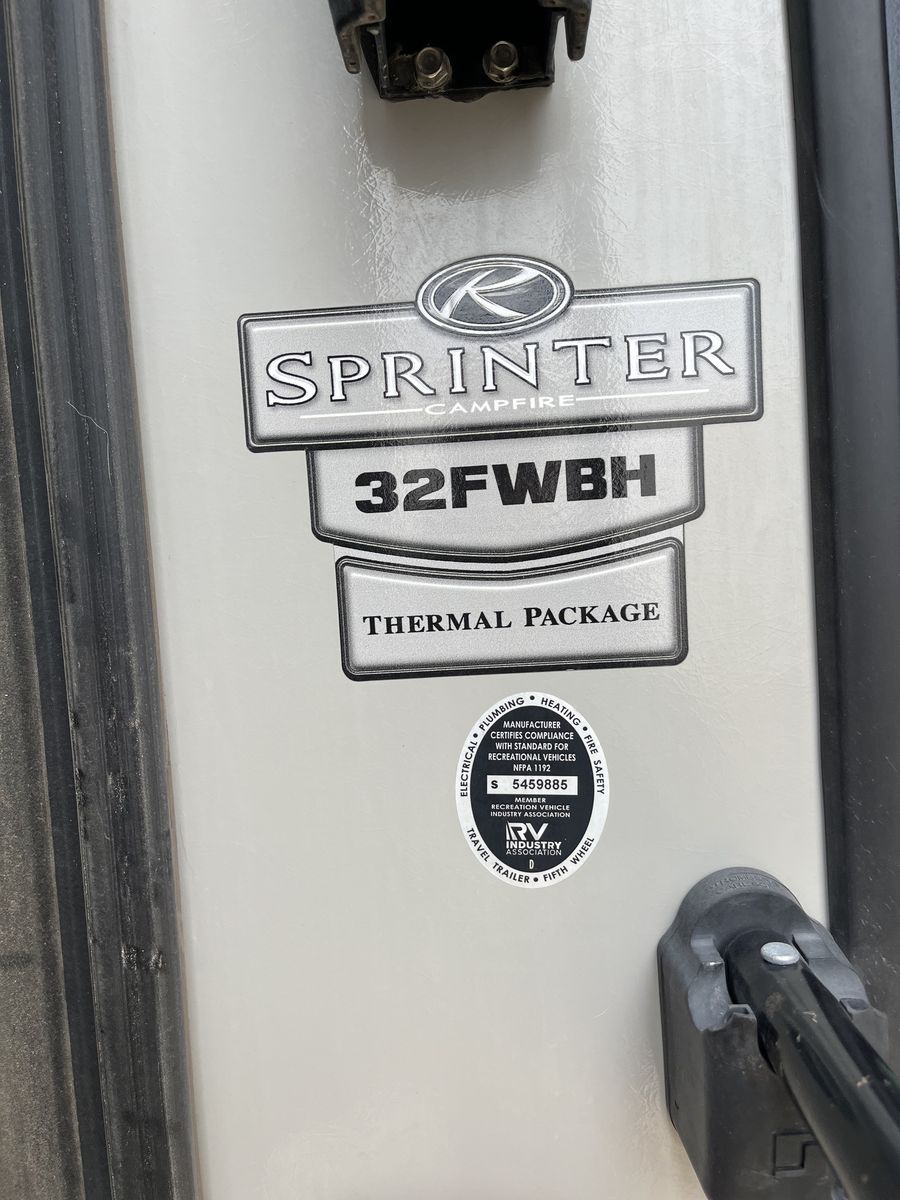 K
SPRINTER
CAMPFIRE
32FWBH
THERMAL PACKAGE
ELECTRICAL • PLUMBING • HEATING • FIRE SAFETY
MANUFACTURER
CERTIFIES COMPLIANCE
WITH STANDARD FOR
RECREATIONAL VEHICLES
NFPA 1192
S 5459885
MEMBER
RECREATION VEHICLE
INDUSTRY ASSOCIATION
RV
INDUSTRY
ASSOCIATION
D
TRAVEL TRAILER • FIFTH WHEEL